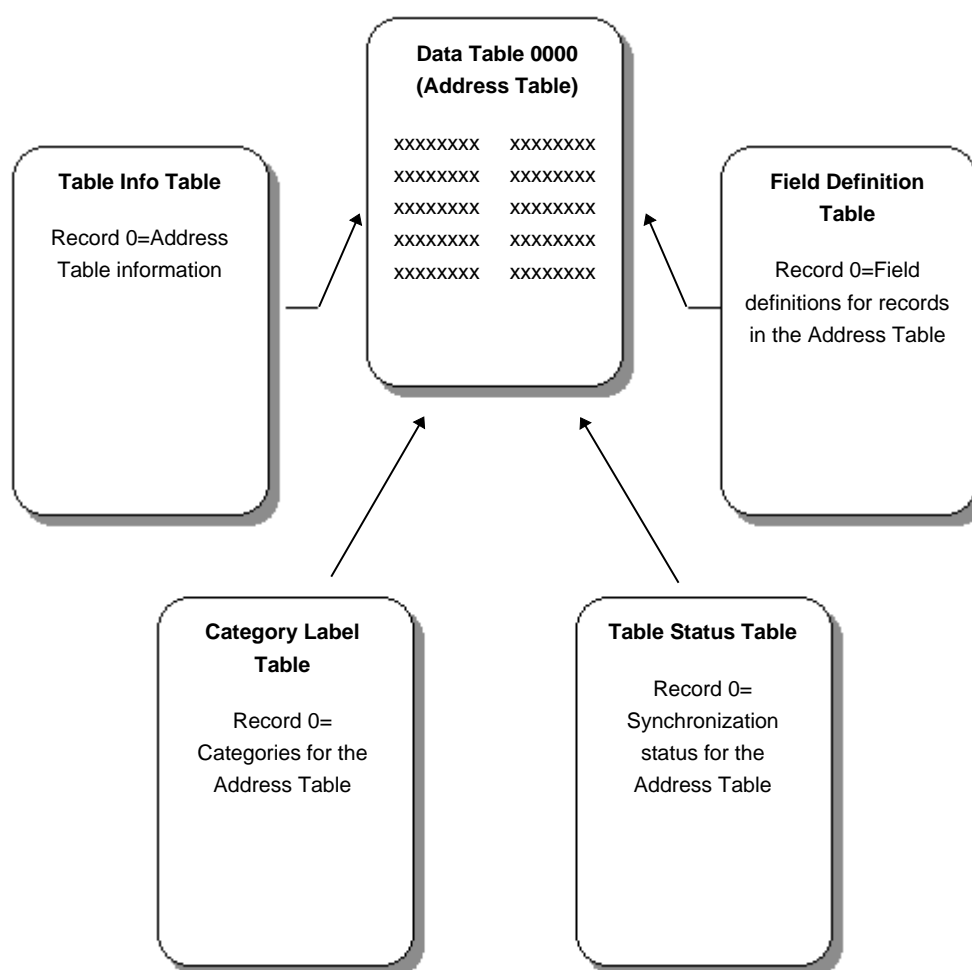 Data Table 0000
(Address Table)
xxxxxxxx xxxxxxxx
xxxxxxxx xxxxxxxx
xxxxxxxx xxxxxxxx
xxxxxxxx xxxxxxxx
xxxxxxxx xxxxxxxx
Table Info Table
Record 0=Address
Table information
Field Definition
Table
Record 0=Field
definitions for records
in the Address Table
Category Label
Table
Record 0=
Categories for the
Address Table
Table Status Table
Record 0=
Synchronization
status for the
Address Table